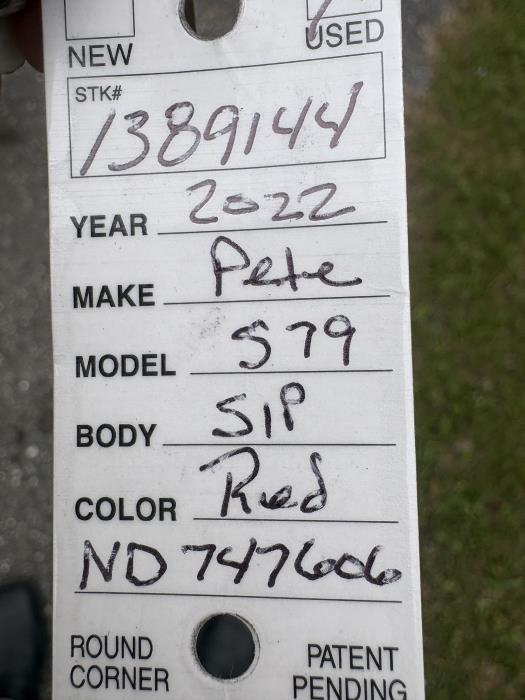 NEW USED
STK#
1389144
YEAR 2022
MAKE Pete
MODEL 579
BODY SIP
COLOR Red
ND747606
ROUND CORNER
PATENT PENDING